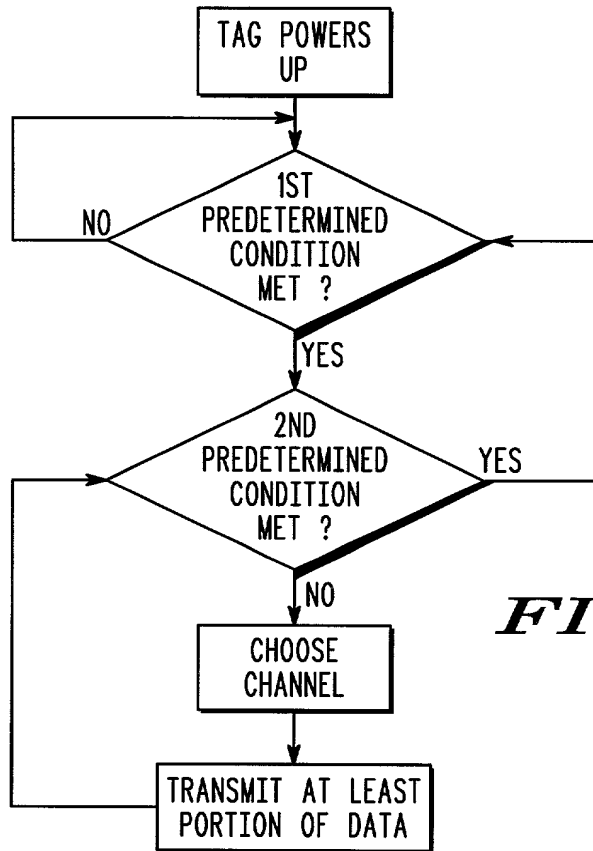 TAG POWERS
UP
1ST
PREDETERMINED
CONDITION
MET ?
NO
YES
2ND
PREDETERMINED
CONDITION
MET ?
YES
NO
FI
CHOOSE
CHANNEL
TRANSMIT AT LEAST
PORTION OF DATA